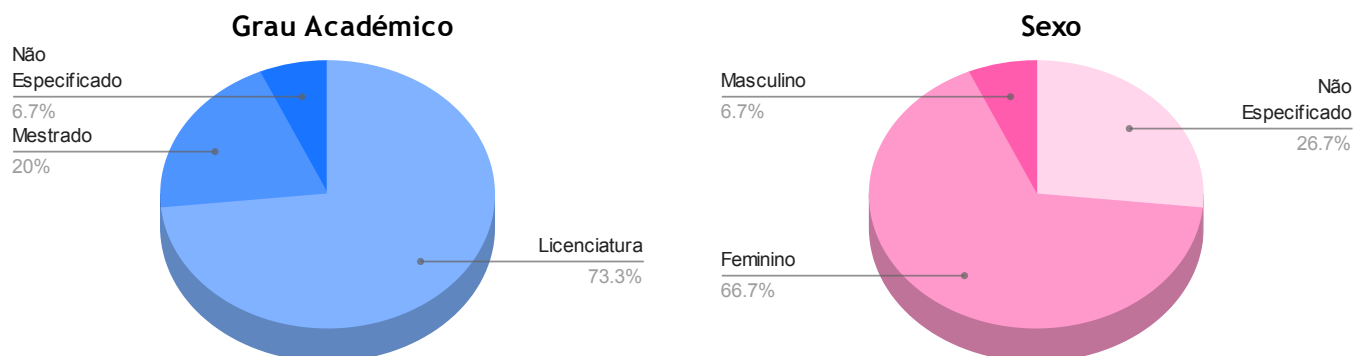 Grau Académico
Não
Especificado
6.7%
Mestrado
20%
Licenciatura
73.3%
Sexo
Masculino
6.7%
Não
Especificado
26.7%
Feminino
66.7%